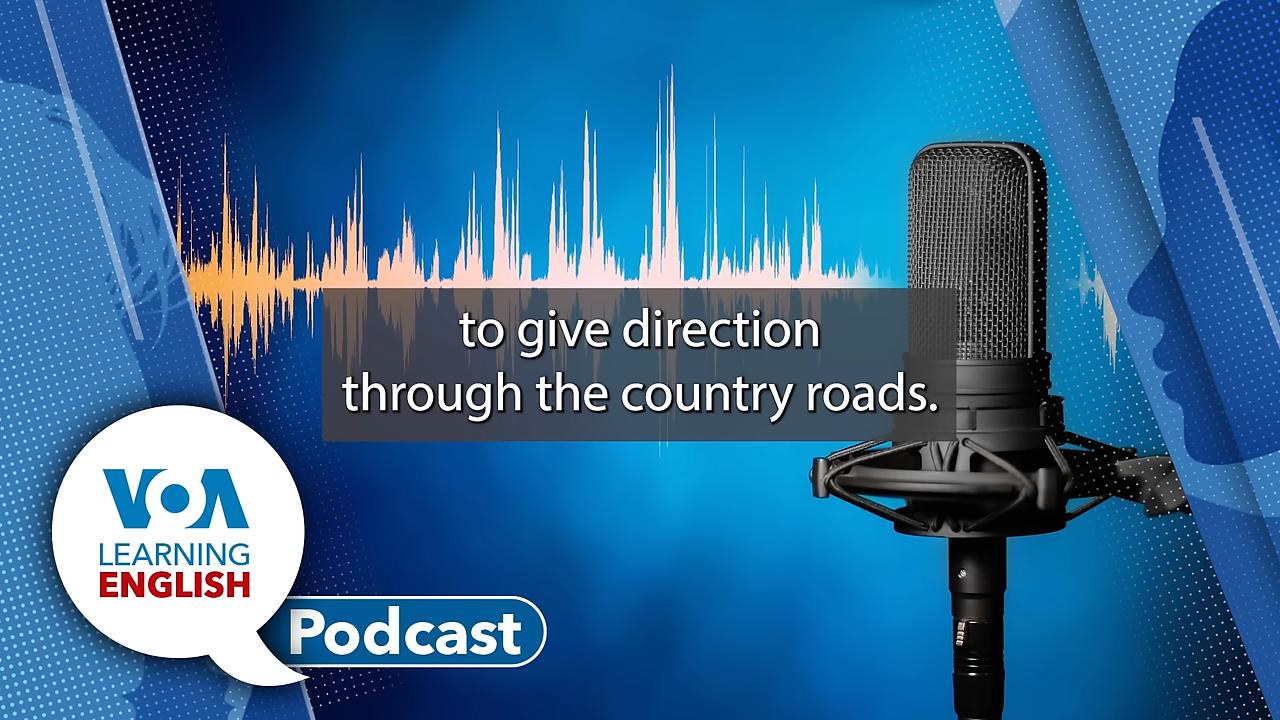 to give direction
through the country roads.
VOA
LEARNING
ENGLISH
Podcast